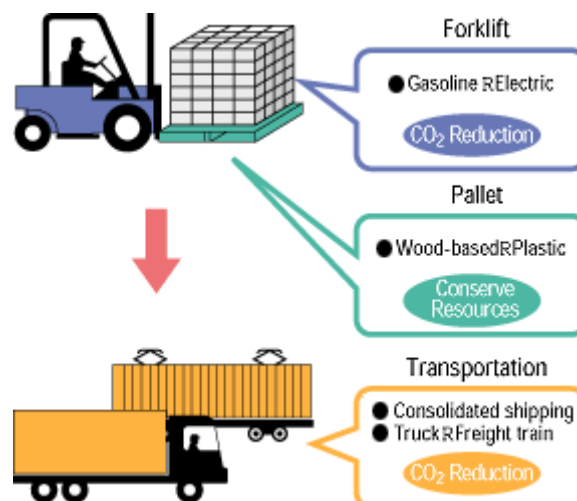 Forklift
● Gasoline RElectric
CO₂ Reduction
Pallet
● Wood-basedRPlastic
Conserve
Resources
Transportation
● Consolidated shipping
● TruckRFreight train
CO₂ Reduction